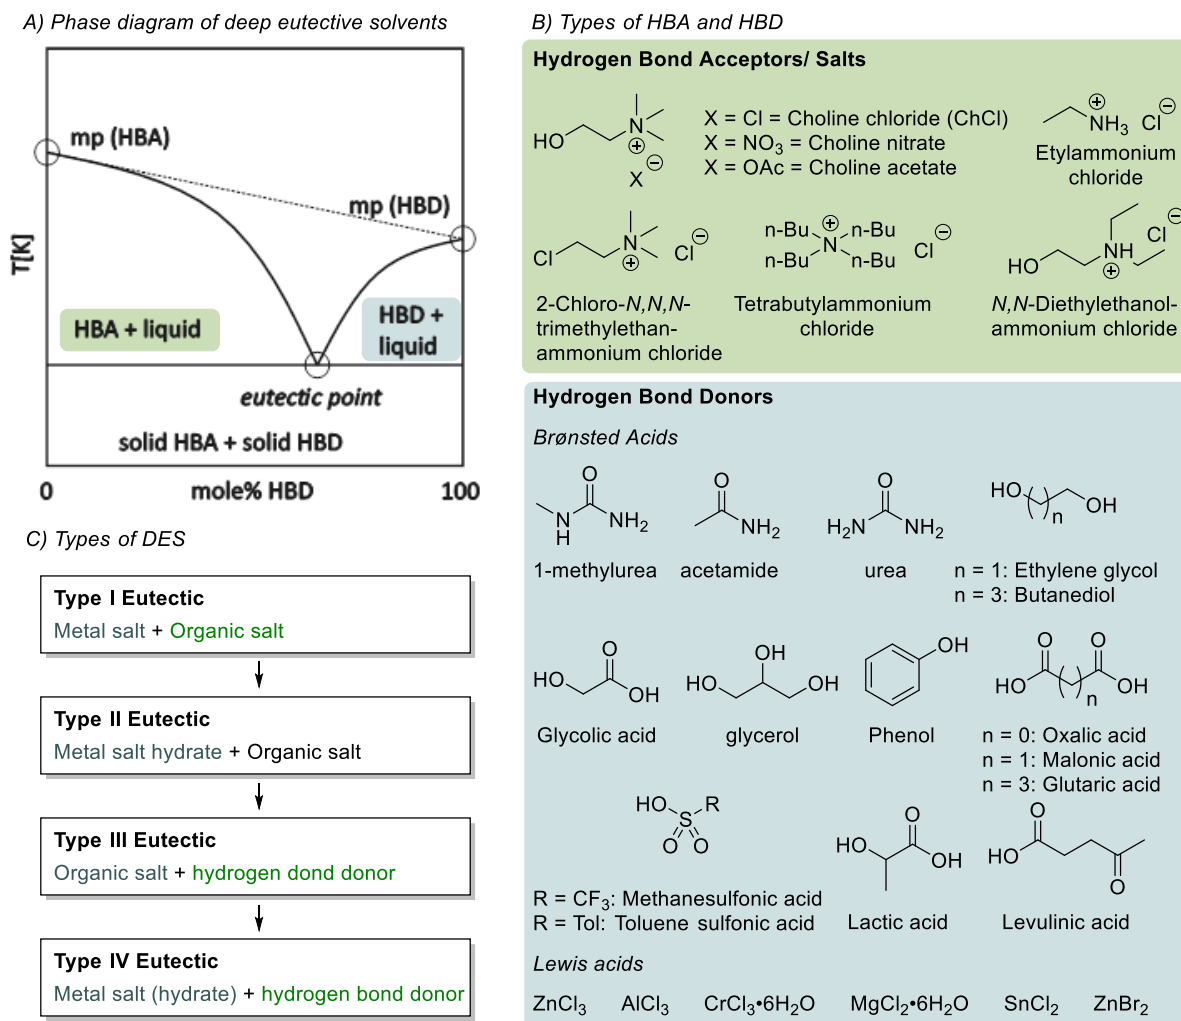 A) Phase diagram of deep eutectic solvents
mp (HBA)
mp (HBD)
T[K]
HBA + liquid
HBD +
liquid
eutectic point
solid HBA + solid HBD
0
mole% HBD
100
C) Types of DES
Type I Eutectic
Metal salt + Organic salt
Type II Eutectic
Metal salt hydrate + Organic salt
Type III Eutectic
Organic salt + hydrogen dond donor
Type IV Eutectic
Metal salt (hydrate) + hydrogen bond donor
B) Types of HBA and HBD
Hydrogen Bond Acceptors/ Salts
HO
N
⊕
⊖
X
X = Cl = Choline chloride (ChCl)
X = NO3 = Choline nitrate
X = OAc = Choline acetate
⊕
NH3
Cl⊖
Etylammonium
chloride
Cl
N
⊕
Cl⊖
2-Chloro-N,N,N-
trimethylethan-
ammonium chloride
n-Bu ⊕ n-Bu
N
n-Bu n-Bu
Cl⊖
Tetrabutylammonium
chloride
HO
NH
⊕
Cl⊖
N,N-Diethylethanol-
ammonium chloride
Hydrogen Bond Donors
Brønsted Acids
O
N
H
NH2
1-methylurea
O
NH2
acetamide
O
H2N NH2
urea
HO ( )n OH
n = 1: Ethylene glycol
n = 3: Butanediol
O
HO
OH
Glycolic acid
OH
HO OH
glycerol
OH
Phenol
O O
HO ( )n OH
n = 0: Oxalic acid
n = 1: Malonic acid
n = 3: Glutaric acid
HO R
S
O O
R = CF3: Methanesulfonic acid
R = Tol: Toluene sulfonic acid
O
HO
OH
Lactic acid
O
HO
O
Levulinic acid
Lewis acids
ZnCl3 AlCl3 CrCl3•6H2O MgCl2•6H2O SnCl2 ZnBr2